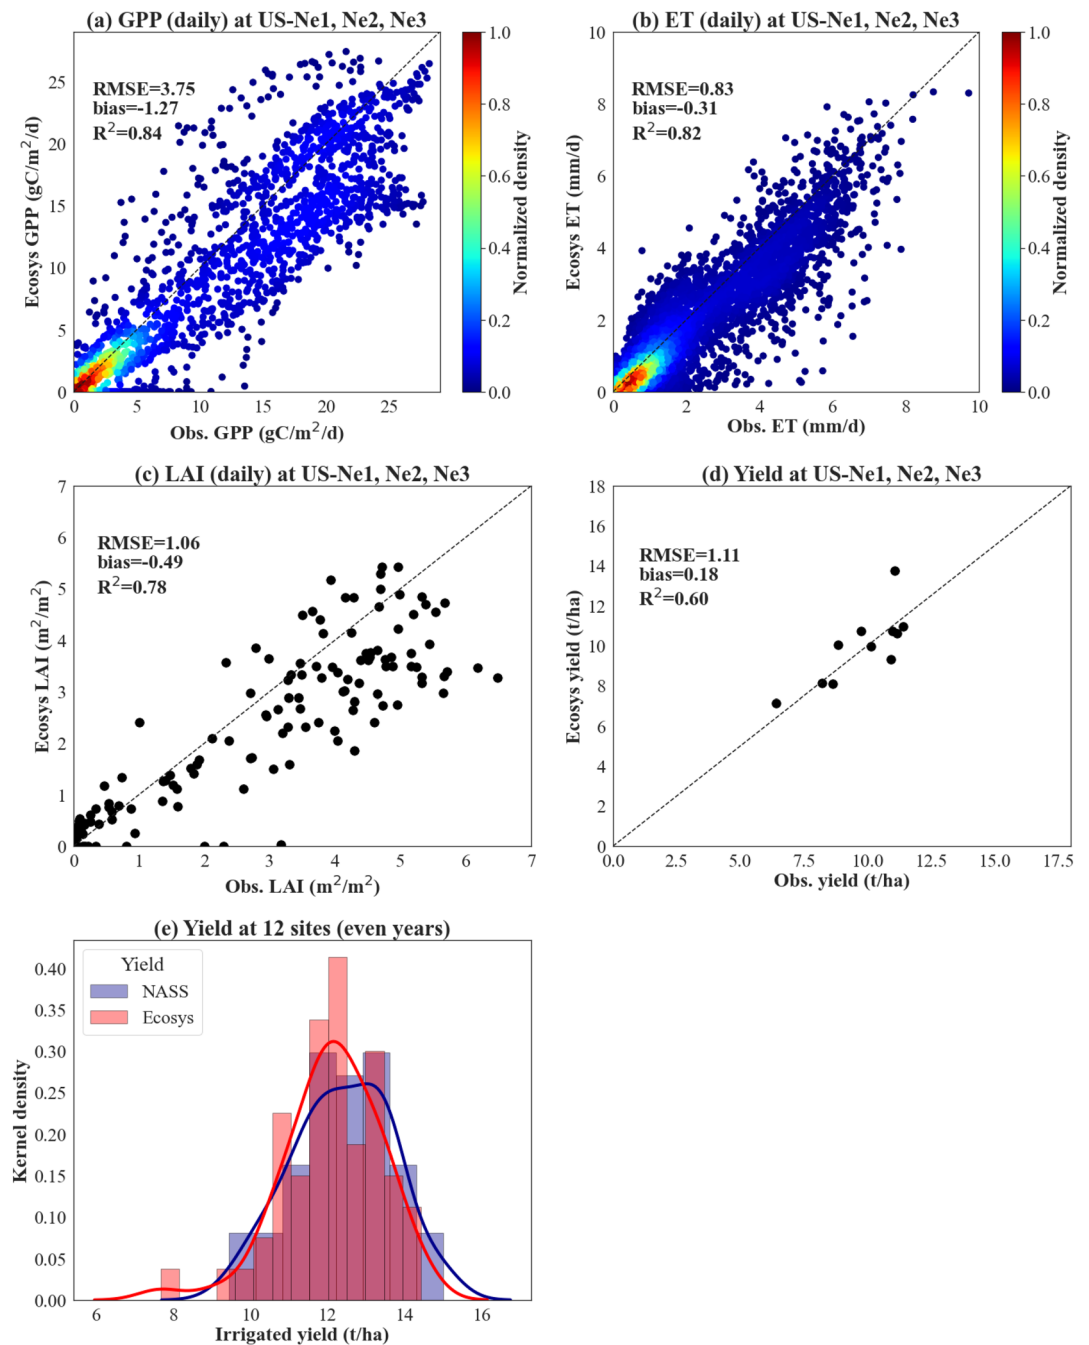 (a) GPP (daily) at US-Ne1, Ne2, Ne3
RMSE=3.75
bias=-1.27
R²=0.84
Ecosys GPP (gC/m²/d)
0
5
10
15
20
25
0
5
10
15
20
25
Obs. GPP (gC/m²/d)
1.0
0.8
0.6
0.4
0.2
0.0
Normalized density
(b) ET (daily) at US-Ne1, Ne2, Ne3
RMSE=0.83
bias=-0.31
R²=0.82
Ecosys ET (mm/d)
10
8
6
4
2
0
0
2
4
6
8
10
Obs. ET (mm/d)
1.0
0.8
0.6
0.4
0.2
0.0
Normalized density
(c) LAI (daily) at US-Ne1, Ne2, Ne3
RMSE=1.06
bias=-0.49
R²=0.78
Ecosys LAI (m²/m²)
7
6
5
4
3
2
1
0
0
1
2
3
4
5
6
7
Obs. LAI (m²/m²)
(d) Yield at US-Ne1, Ne2, Ne3
RMSE=1.11
bias=0.18
R²=0.60
Ecosys yield (t/ha)
18
16
14
12
10
8
6
4
2
0
0.0
2.5
5.0
7.5
10.0
12.5
15.0
17.5
Obs. yield (t/ha)
(e) Yield at 12 sites (even years)
Yield
NASS
Ecosys
Kernel density
0.40
0.35
0.30
0.25
0.20
0.15
0.10
0.05
0.00
6
8
10
12
14
16
Irrigated yield (t/ha)